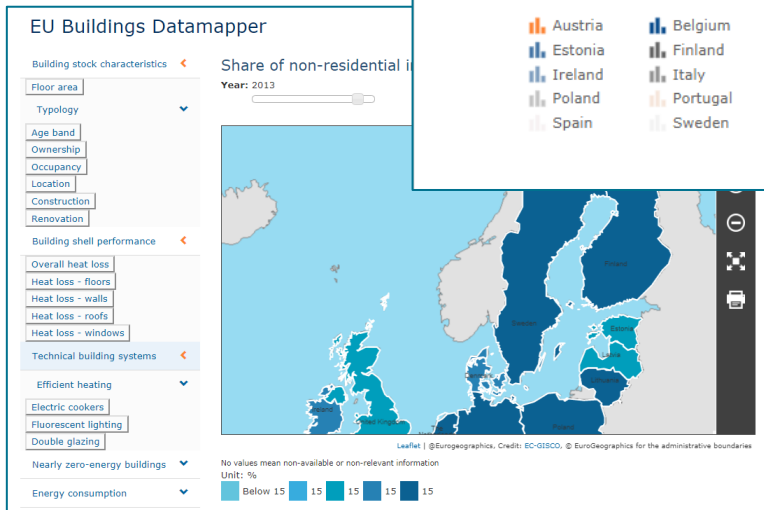 EU Buildings Datamapper
Building stock characteristics
Floor area
Typology
Age band
Ownership
Occupancy
Location
Construction
Renovation
Building shell performance
Overall heat loss
Heat loss - floors
Heat loss - walls
Heat loss - roofs
Heat loss - windows
Technical building systems
Efficient heating
Electric cookers
Fluorescent lighting
Double glazing
Nearly zero-energy buildings
Energy consumption
Share of non-residential
Year: 2013
Austria Belgium
Estonia Finland
Ireland Italy
Poland Portugal
Spain Sweden
Finland
Sweden
Estonia
Latvia
Lithuania
Denmark
Ireland
United Kingdom
The
Poland
Leaflet | @Eurogeographics, Credit: EC-GISCO, © EuroGeographics for the administrative boundaries
No values mean non-available or non-relevant information
Unit: %
Below 15 15 15 15 15